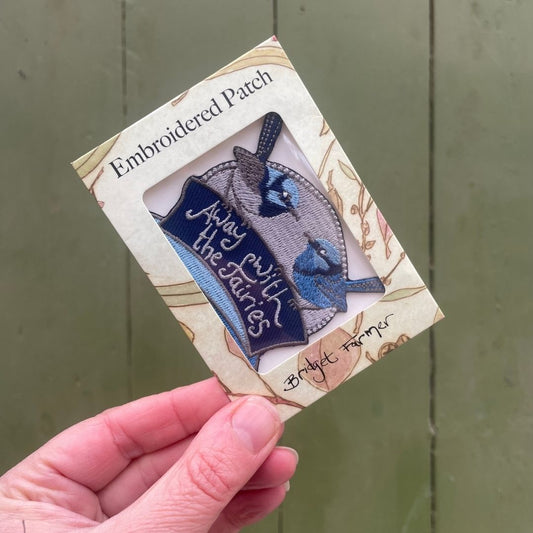 Embroidered Patch
Away with
the Fairies
Bridget Farmer